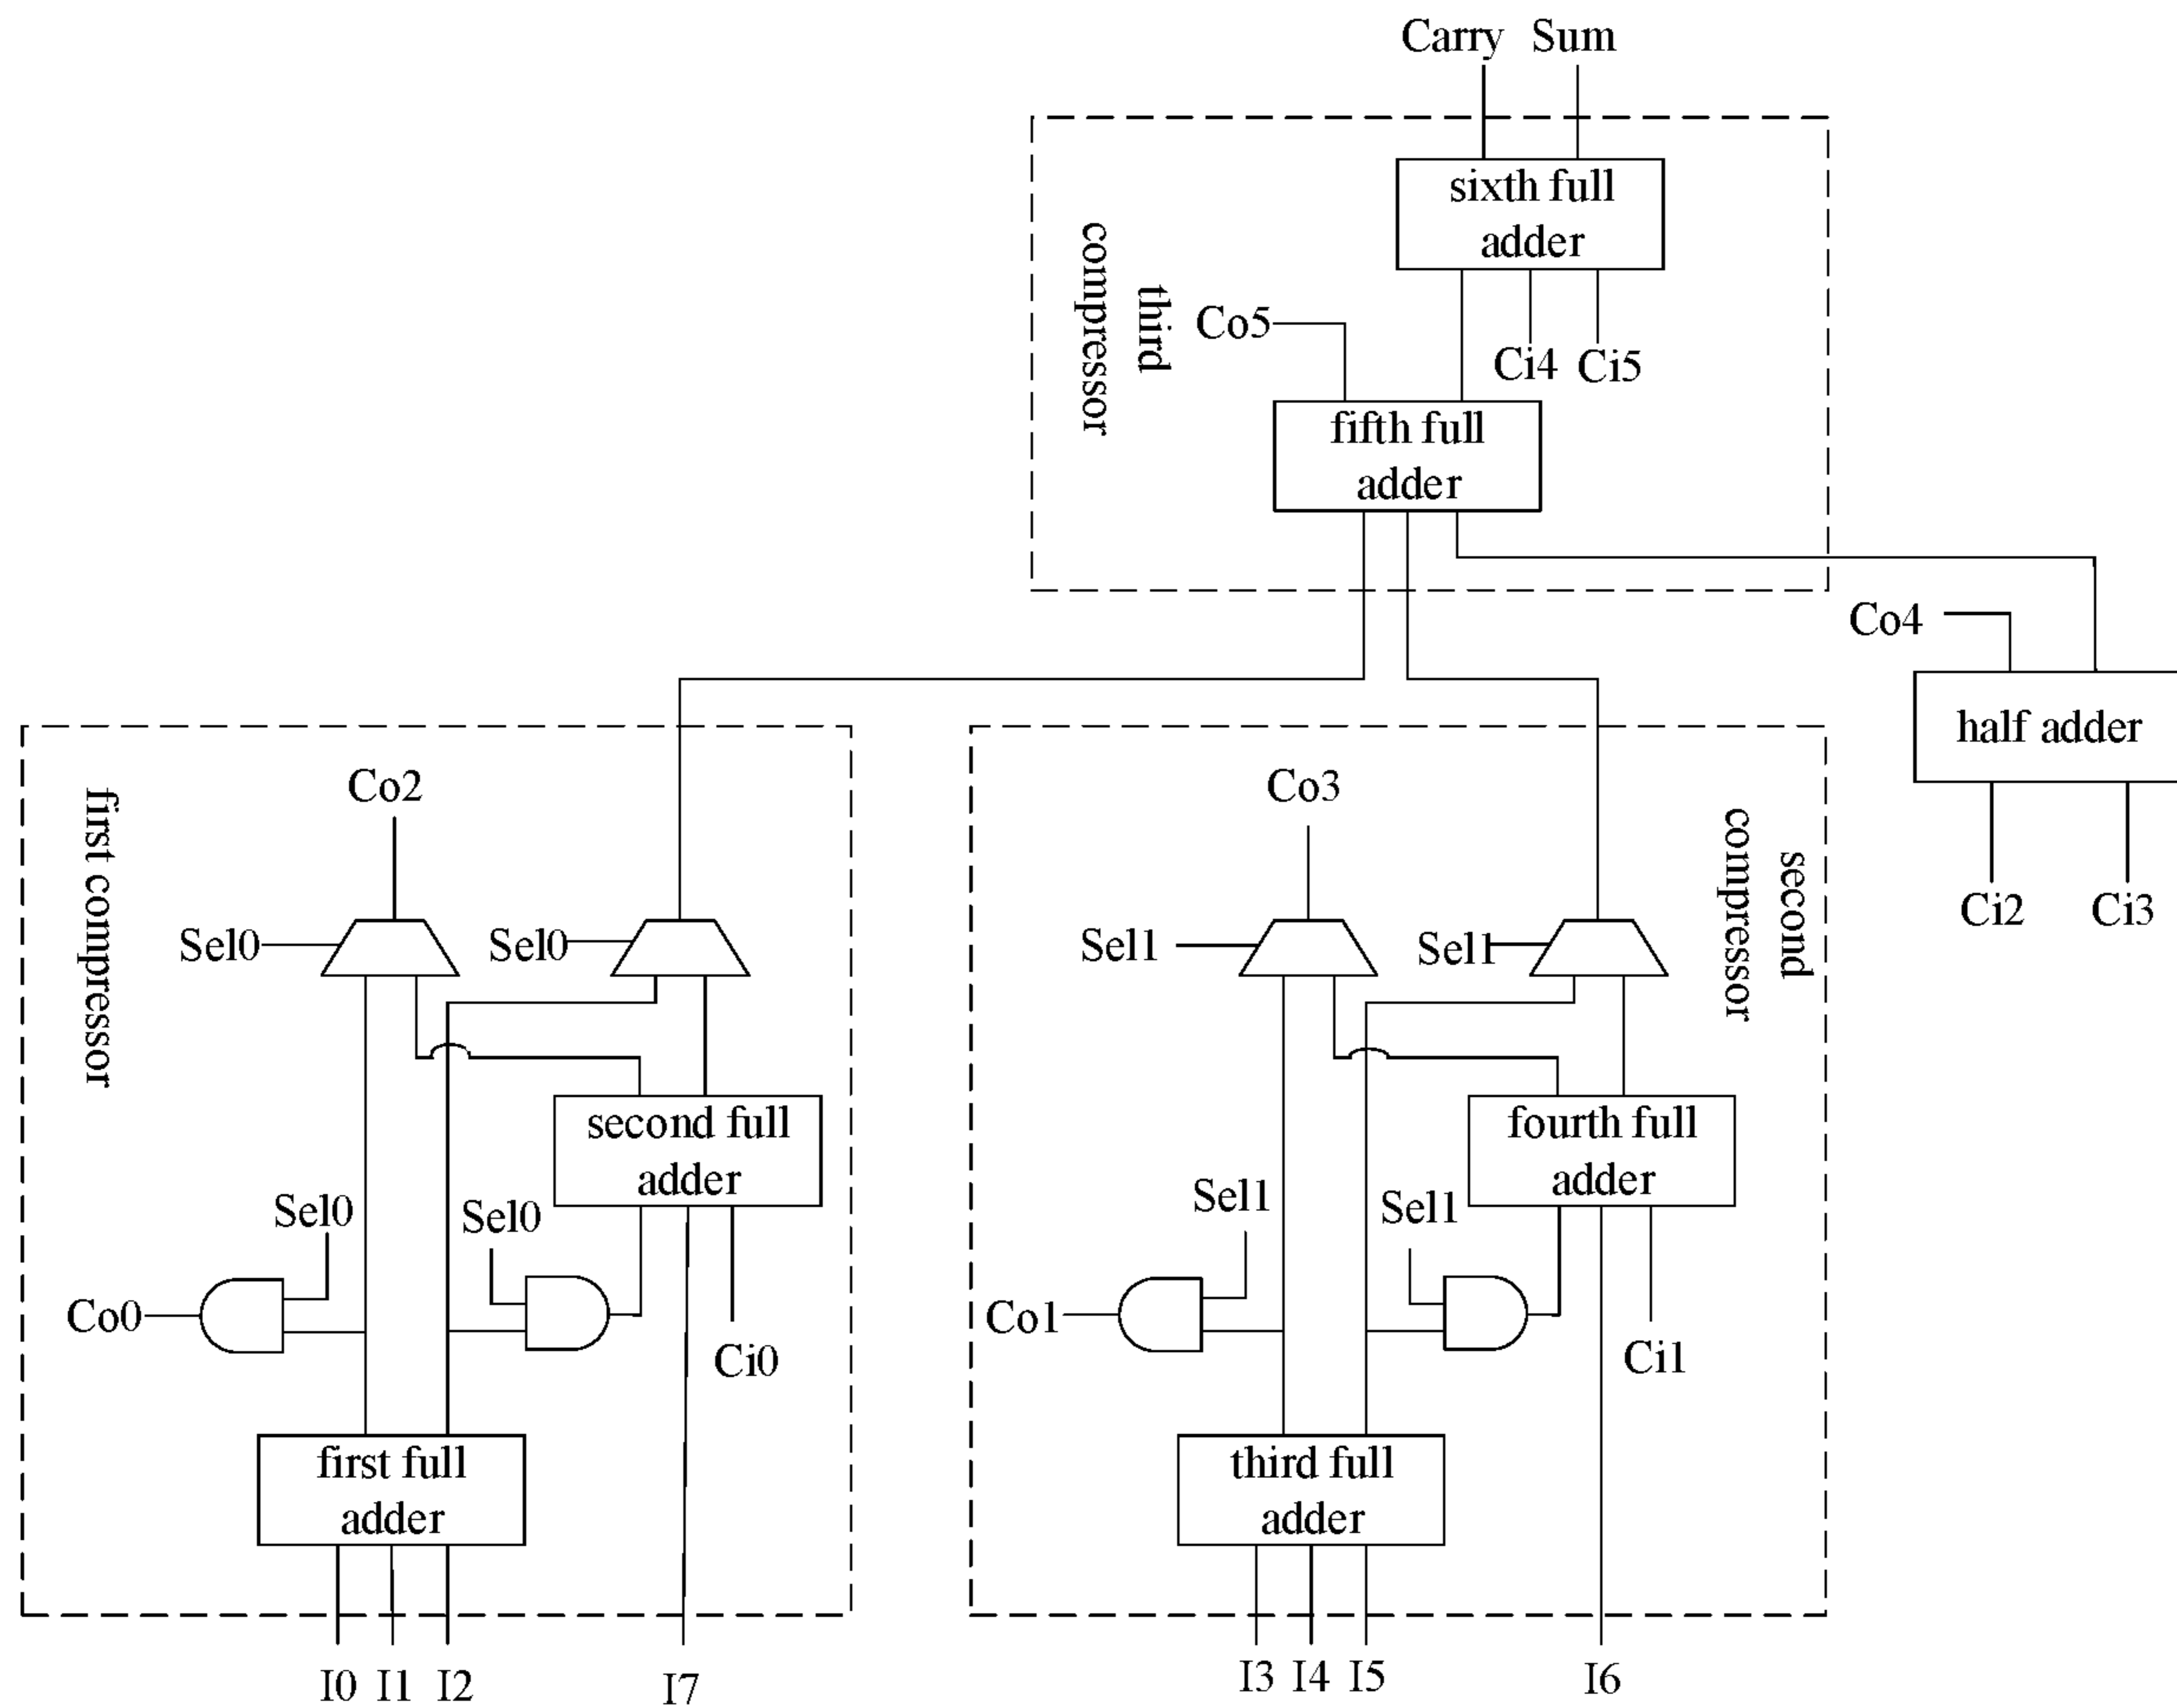 Carry Sum
sixth full
adder
third
compressor
Co5
Ci4 Ci5
fifth full
adder
Co4
half adder
Ci2 Ci3
first compressor
Co2
Sel0
Sel0
second full
adder
Sel0
Sel0
Co0
Ci0
first full
adder
I0 I1 I2 I7
second
compressor
Co3
Sel1
Sel1
fourth full
adder
Sel1
Sel1
Co1
Ci1
third full
adder
I3 I4 I5 I6